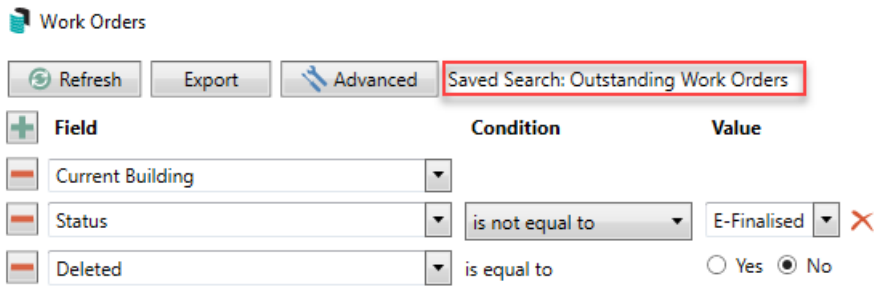 Work Orders
Refresh Export Advanced Saved Search: Outstanding Work Orders
Field Condition Value
Current Building
Status is not equal to E-Finalised
Deleted is equal to Yes No